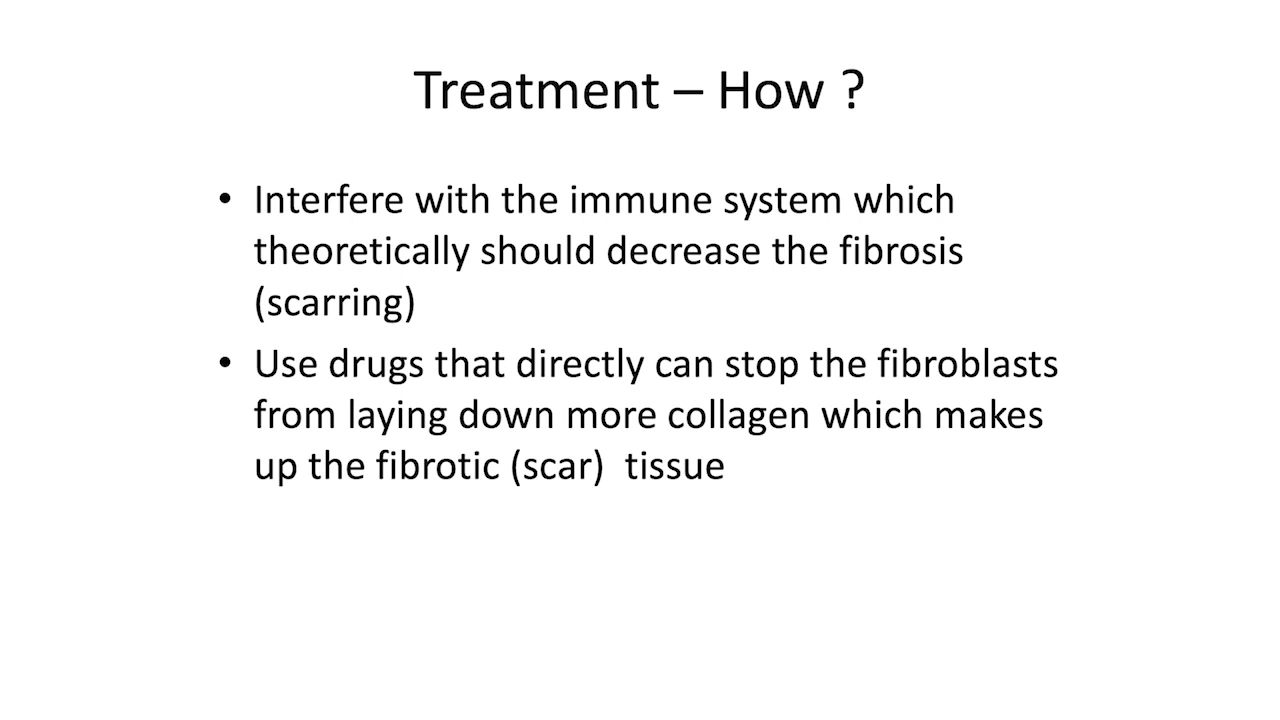 Treatment – How ?
• Interfere with the immune system which
theoretically should decrease the fibrosis
(scarring)
• Use drugs that directly can stop the fibroblasts
from laying down more collagen which makes
up the fibrotic (scar)  tissue